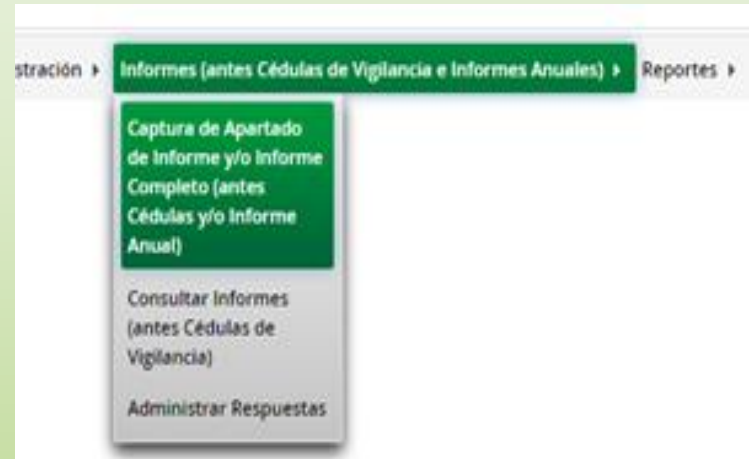 stración Informes (antes Cédulas de Vigilancia e Informes Anuales) Reportes
Captura de Apartado
de Informe y/o Informe
Completo (antes
Cédulas y/o Informe
Anual)
Consultar Informes
(antes Cédulas de
Vigilancia)
Administrar Respuestas